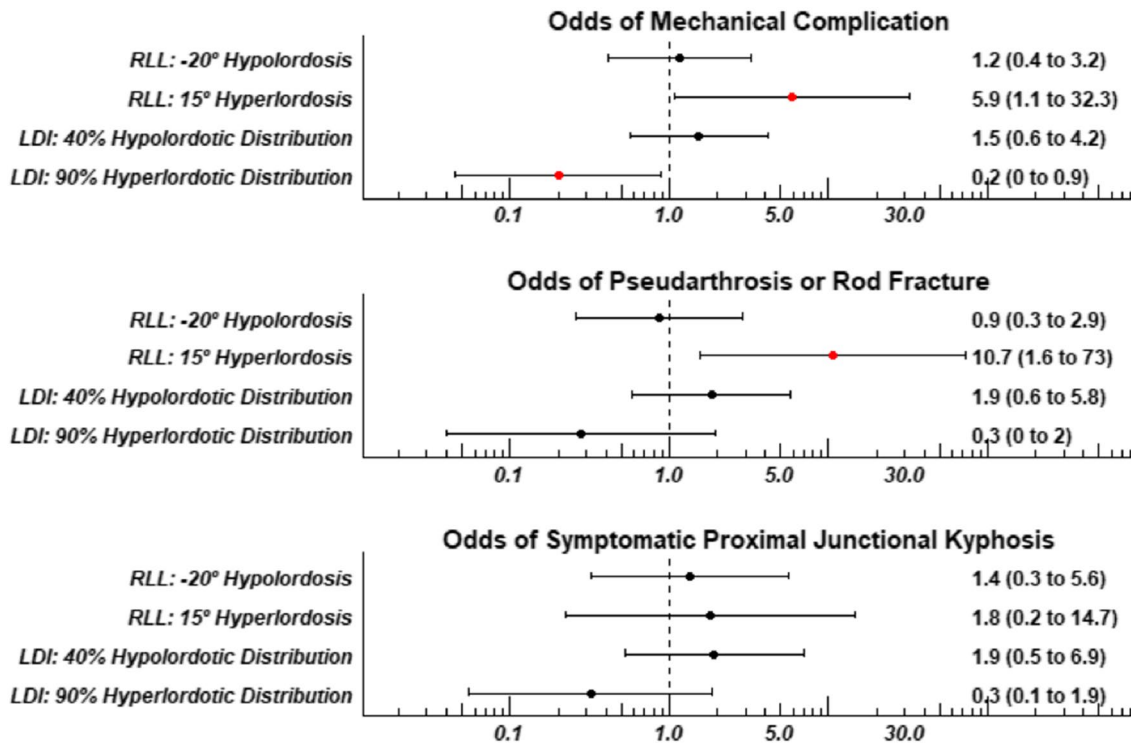 Odds of Mechanical Complication
RLL: -20º Hypolordosis 1.2 (0.4 to 3.2)
RLL: 15º Hyperlordosis 5.9 (1.1 to 32.3)
LDI: 40% Hypolordotic Distribution 1.5 (0.6 to 4.2)
LDI: 90% Hyperlordotic Distribution 0.2 (0 to 0.9)
0.1 1.0 5.0 30.0
Odds of Pseudarthrosis or Rod Fracture
RLL: -20º Hypolordosis 0.9 (0.3 to 2.9)
RLL: 15º Hyperlordosis 10.7 (1.6 to 73)
LDI: 40% Hypolordotic Distribution 1.9 (0.6 to 5.8)
LDI: 90% Hyperlordotic Distribution 0.3 (0 to 2)
0.1 1.0 5.0 30.0
Odds of Symptomatic Proximal Junctional Kyphosis
RLL: -20º Hypolordosis 1.4 (0.3 to 5.6)
RLL: 15º Hyperlordosis 1.8 (0.2 to 14.7)
LDI: 40% Hypolordotic Distribution 1.9 (0.5 to 6.9)
LDI: 90% Hyperlordotic Distribution 0.3 (0.1 to 1.9)
0.1 1.0 5.0 30.0